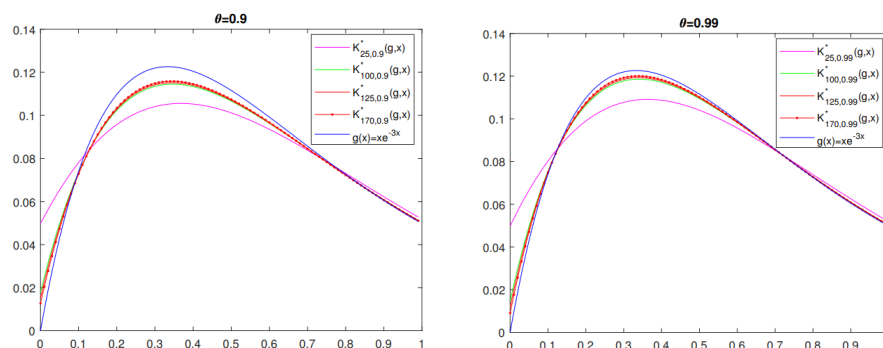 θ=0.9
0.14
0.12
0.1
0.08
0.06
0.04
0.02
0
0 0.1 0.2 0.3 0.4 0.5 0.6 0.7 0.8 0.9 1
K*25,0.9(g,x)
K*100,0.9(g,x)
K*125,0.9(g,x)
K*170,0.9(g,x)
g(x)=xe-3x
θ=0.99
0.14
0.12
0.1
0.08
0.06
0.04
0.02
0
0 0.1 0.2 0.3 0.4 0.5 0.6 0.7 0.8 0.9
K*25,0.99(g,x)
K*100,0.99(g,x)
K*125,0.99(g,x)
K*170,0.99(g,x)
g(x)=xe-3x